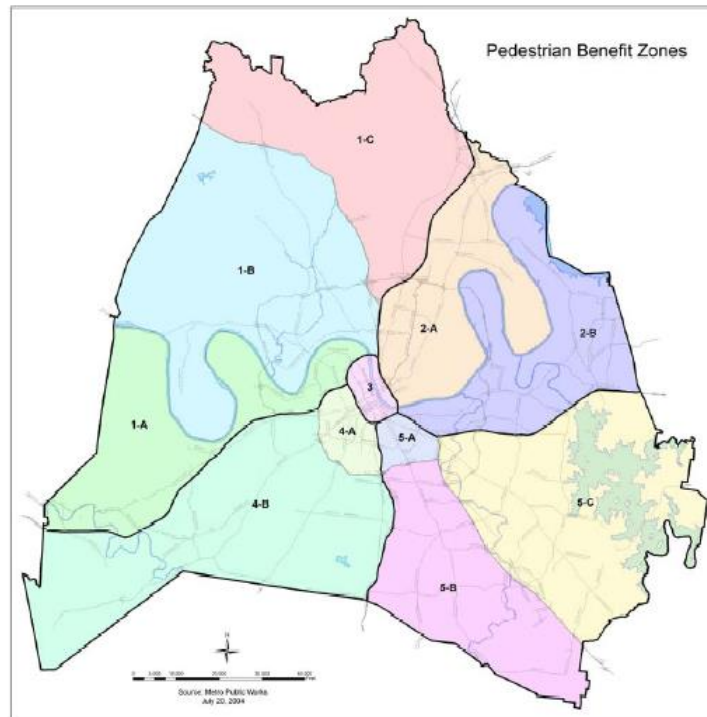 Pedestrian Benefit Zones
1-C
1-B
2-A
2-B
3
1-A
4-A
5-A
4-B
5-C
5-B
N
Source: Metro Public Works
July 20, 2004